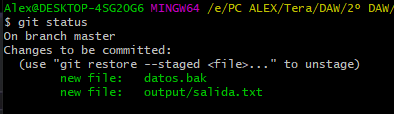 Alex@DESKTOP-4SG2OG6 MINGW64 /e/PC ALEX/Tera/DAW/2º DAW/
$ git status
On branch master
Changes to be committed:
(use "git restore --staged <file>..." to unstage)
new file: datos.bak
new file: output/salida.txt